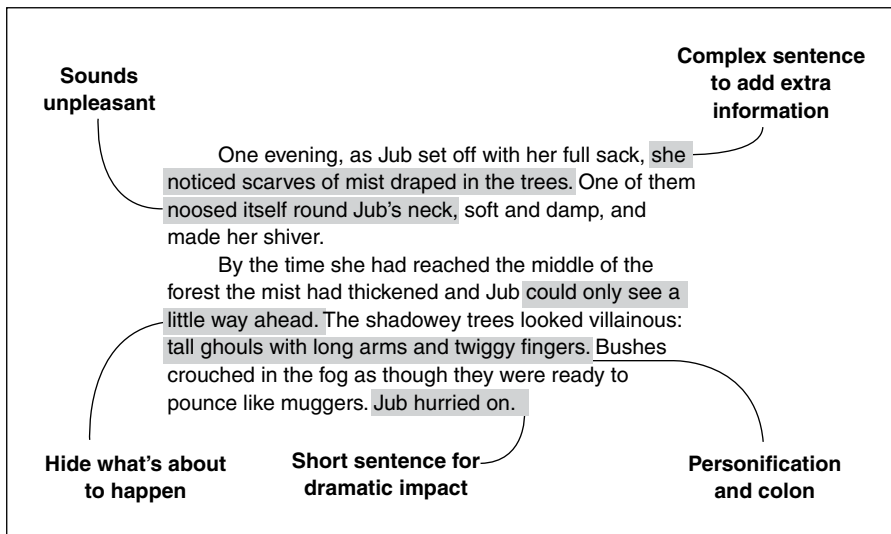 Sounds
unpleasant
Complex sentence
to add extra
information
One evening, as Jub set off with her full sack, she
noticed scarves of mist draped in the trees. One of them
noosed itself round Jub's neck, soft and damp, and
made her shiver.
By the time she had reached the middle of the
forest the mist had thickened and Jub could only see a
little way ahead. The shadowey trees looked villainous:
tall ghouls with long arms and twiggy fingers. Bushes
crouched in the fog as though they were ready to
pounce like muggers. Jub hurried on.
Hide what's about
to happen
Short sentence for
dramatic impact
Personification
and colon